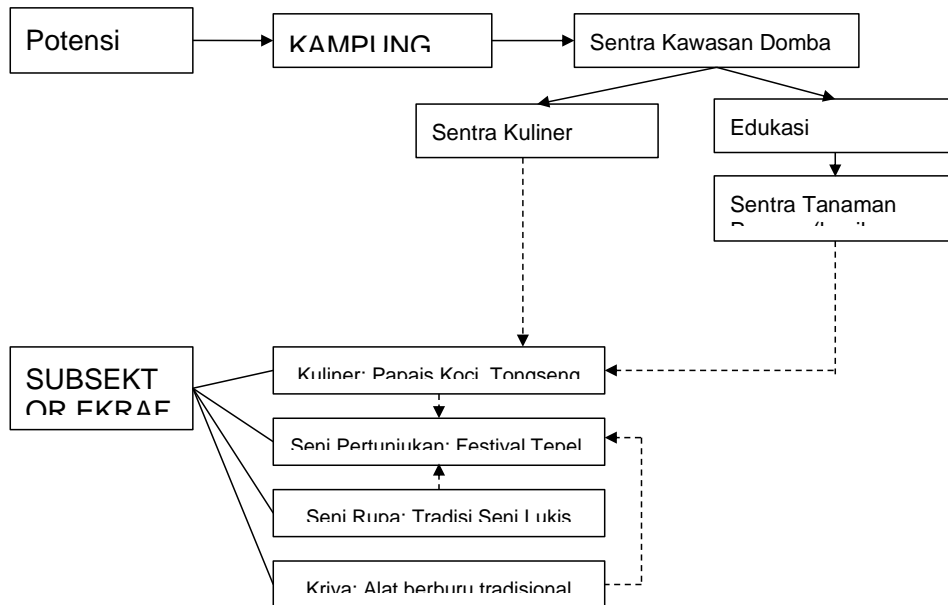 Potensi
KAMPUNG
Sentra Kawasan Domba
Sentra Kuliner
Edukasi
Sentra Tanaman
SUBSEKT
OR EKRAF
Kuliner: Papais Koci, Tongseng
Seni Pertunjukan: Festival Tepel
Seni Rupa: Tradisi Seni Lukis
Kriya: Alat berburu tradisional